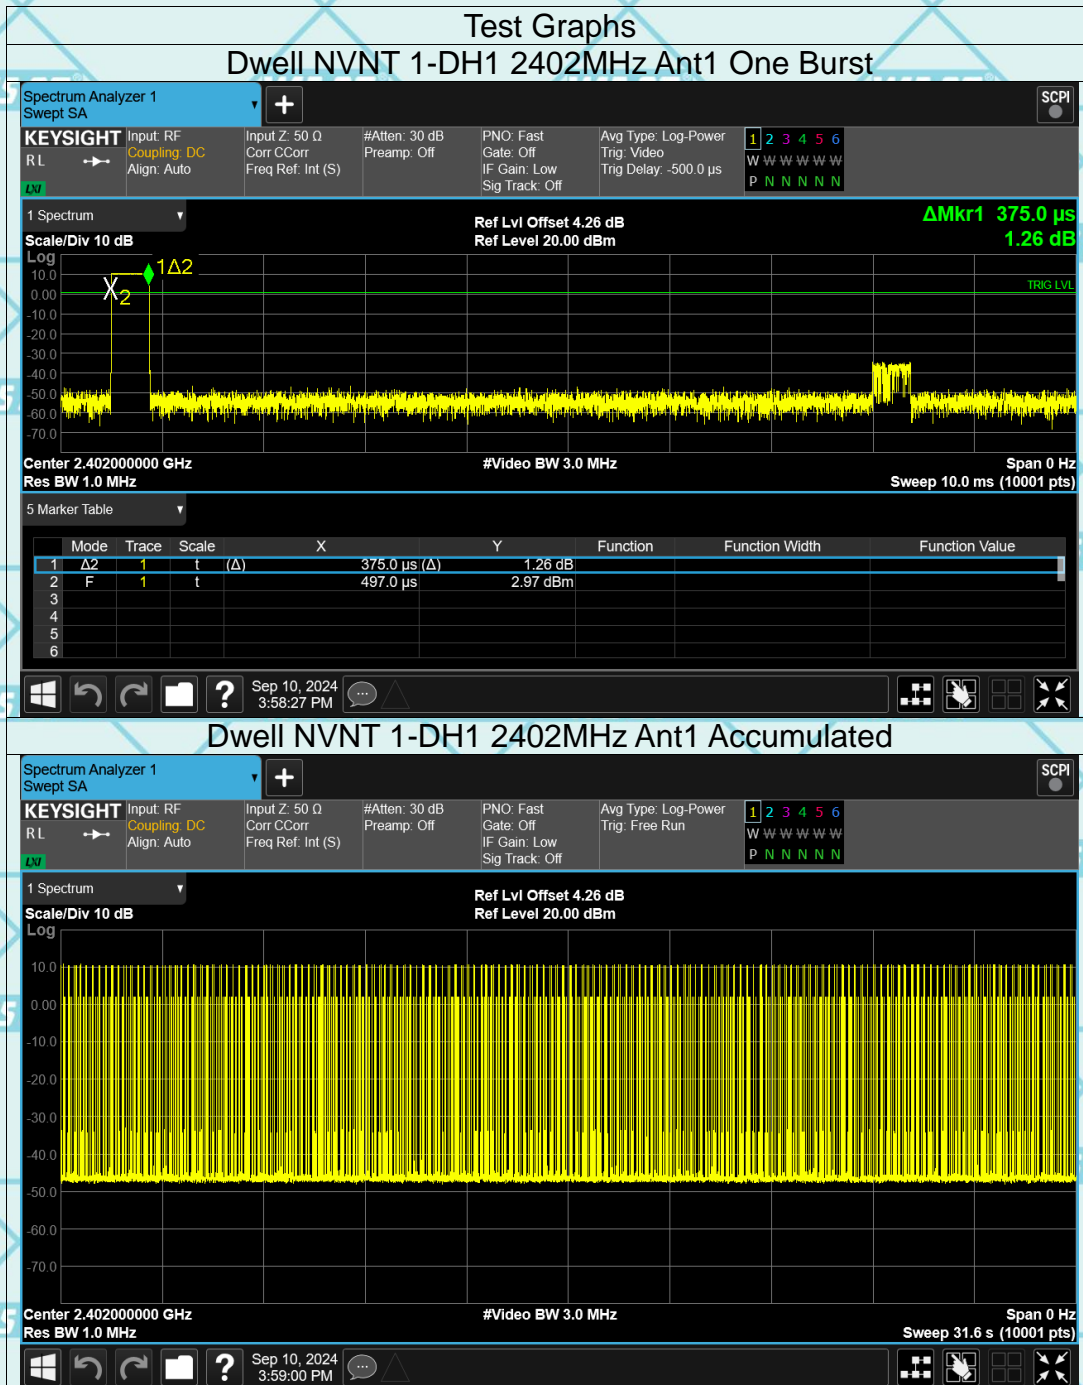 Test Graphs
Dwell NVNT 1-DH1 2402MHz Ant1 One Burst
Spectrum Analyzer 1
Swept SA
SCPI
KEYSIGHT Input: RF Input Z: 50 Ω #Atten: 30 dB PNO: Fast Avg Type: Log-Power 1 2 3 4 5 6
R L Coupling: DC Corr CCorr Preamp: Off Gate: Off Trig: Video W W W W W W
Align: Auto Freq Ref: Int (S) IF Gain: Low Trig Delay: -500.0 µs
LXI Sig Track: Off P N N N N N
1 Spectrum Ref Lvl Offset 4.26 dB ΔMkr1 375.0 µs
Scale/Div 10 dB Ref Level 20.00 dBm 1.26 dB
Log
1Δ2
10.0
X2
TRIG LVL
0.00
-10.0
-20.0
-30.0
-40.0
-50.0
-60.0
-70.0
Center 2.402000000 GHz #Video BW 3.0 MHz Span 0 Hz
Res BW 1.0 MHz Sweep 10.0 ms (10001 pts)
5 Marker Table
Mode Trace Scale X Y Function Function Width Function Value
1 Δ2 1 t (Δ) 375.0 µs (Δ) 1.26 dB
2 F 1 t 497.0 µs 2.97 dBm
3
4
5
6
? Sep 10, 2024
3:58:27 PM
Dwell NVNT 1-DH1 2402MHz Ant1 Accumulated
Spectrum Analyzer 1
Swept SA
SCPI
KEYSIGHT Input: RF Input Z: 50 Ω #Atten: 30 dB PNO: Fast Avg Type: Log-Power 1 2 3 4 5 6
R L Coupling: DC Corr CCorr Preamp: Off Gate: Off Trig: Free Run W W W W W W
Align: Auto Freq Ref: Int (S) IF Gain: Low
LXI Sig Track: Off P N N N N N
1 Spectrum Ref Lvl Offset 4.26 dB
Scale/Div 10 dB Ref Level 20.00 dBm
Log
10.0
0.00
-10.0
-20.0
-30.0
-40.0
-50.0
-60.0
-70.0
Center 2.402000000 GHz #Video BW 3.0 MHz Span 0 Hz
Res BW 1.0 MHz Sweep 31.6 s (10001 pts)
? Sep 10, 2024
3:59:00 PM